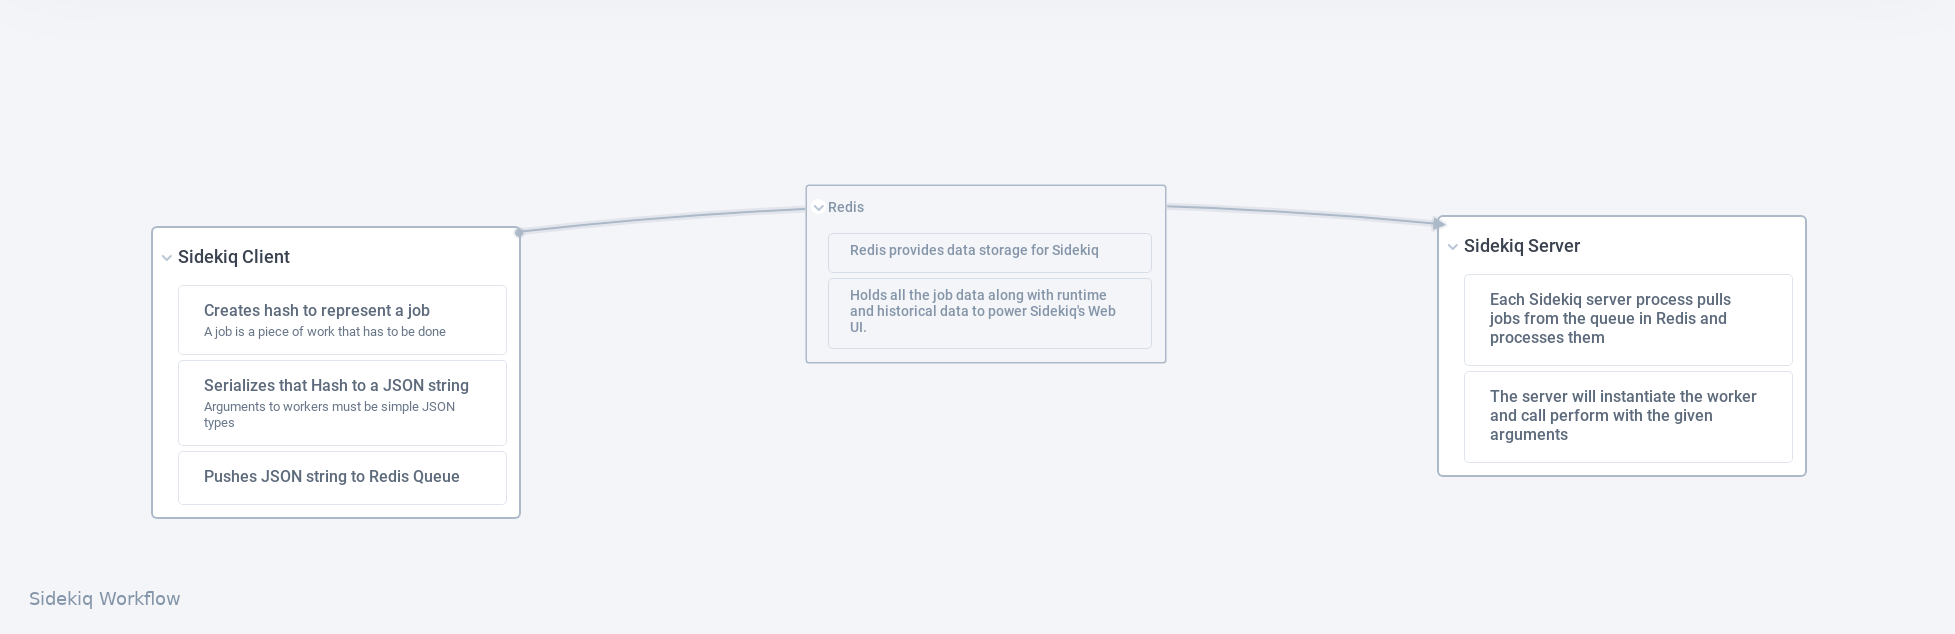 Sidekiq Client
Creates hash to represent a job
A job is a piece of work that has to be done
Serializes that Hash to a JSON string
Arguments to workers must be simple JSON
types
Pushes JSON string to Redis Queue
Redis
Redis provides data storage for Sidekiq
Holds all the job data along with runtime
and historical data to power Sidekiq's Web
UI.
Sidekiq Server
Each Sidekiq server process pulls
jobs from the queue in Redis and
processes them
The server will instantiate the worker
and call perform with the given
arguments
Sidekiq Workflow